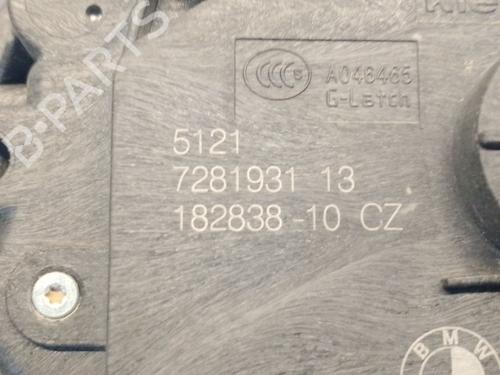 CCC S A046465
G-Latch
5121
7281931 13
182838-10 CZ
BMW
B-PARTS